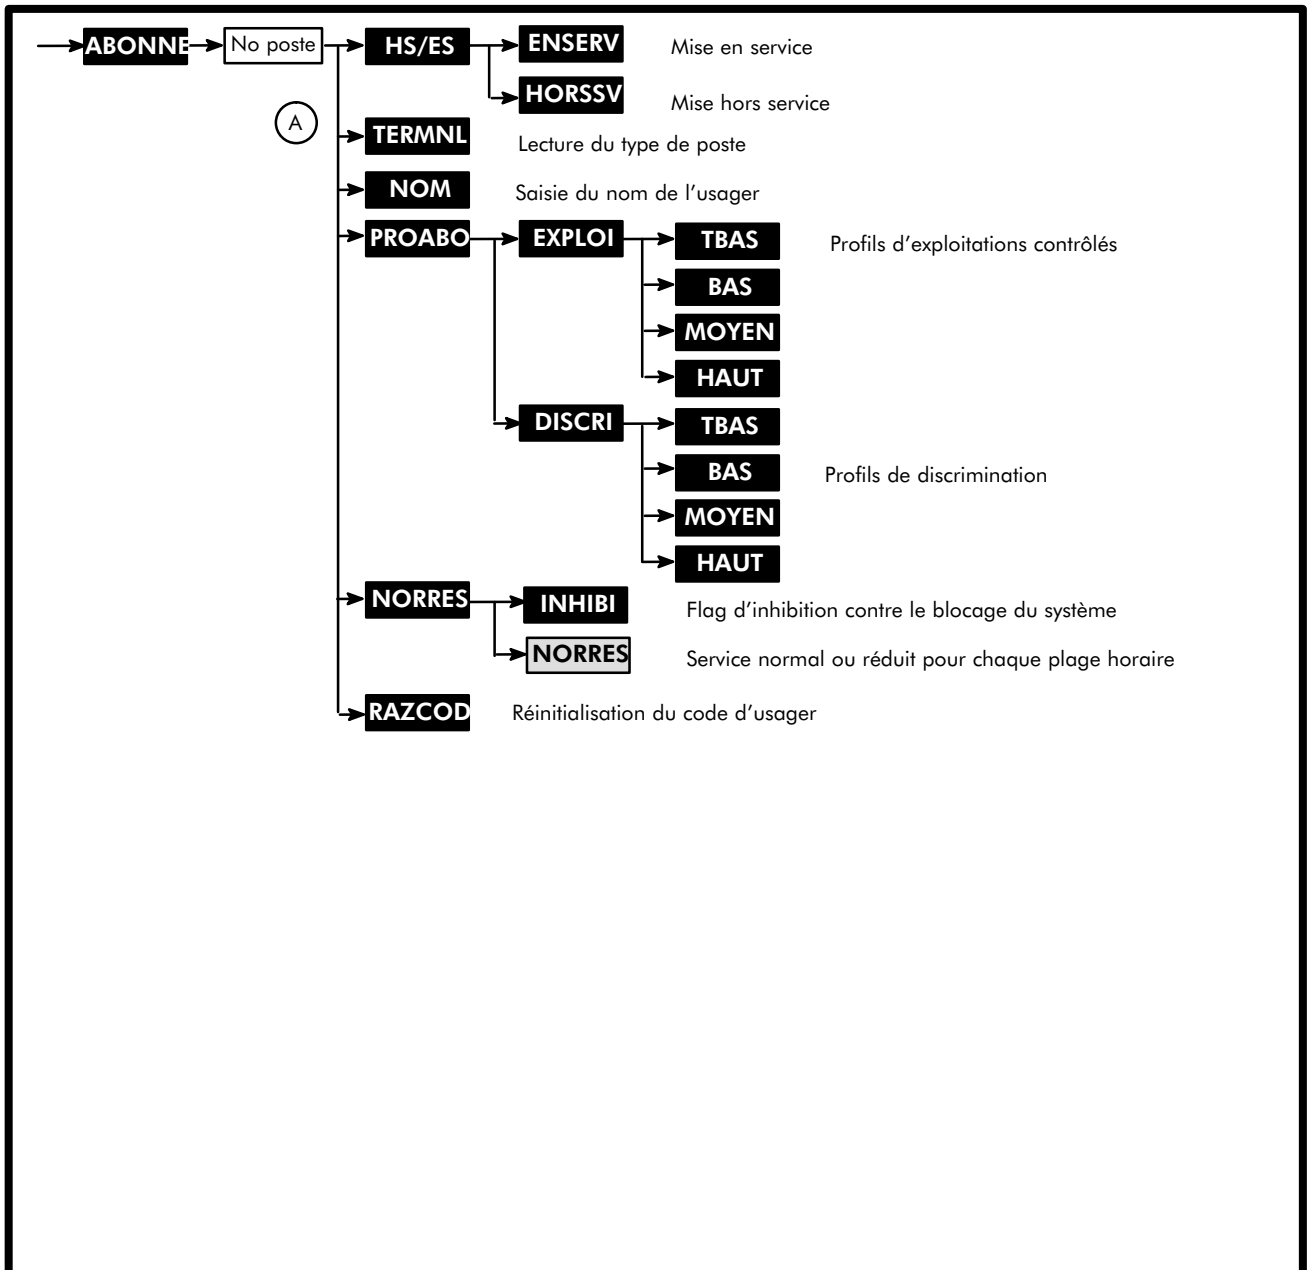 ABONNE No poste HS/ES ENSERV Mise en service
HORSSV Mise hors service
A
TERMNL Lecture du type de poste
NOM Saisie du nom de l'usager
PROABO EXPLOI TBAS Profils d'exploitations contrôlés
BAS
MOYEN
HAUT
DISCRI TBAS
BAS Profils de discrimination
MOYEN
HAUT
NORRES INHIBI Flag d'inhibition contre le blocage du système
NORRES Service normal ou réduit pour chaque plage horaire
RAZCOD Réinitialisation du code d'usager